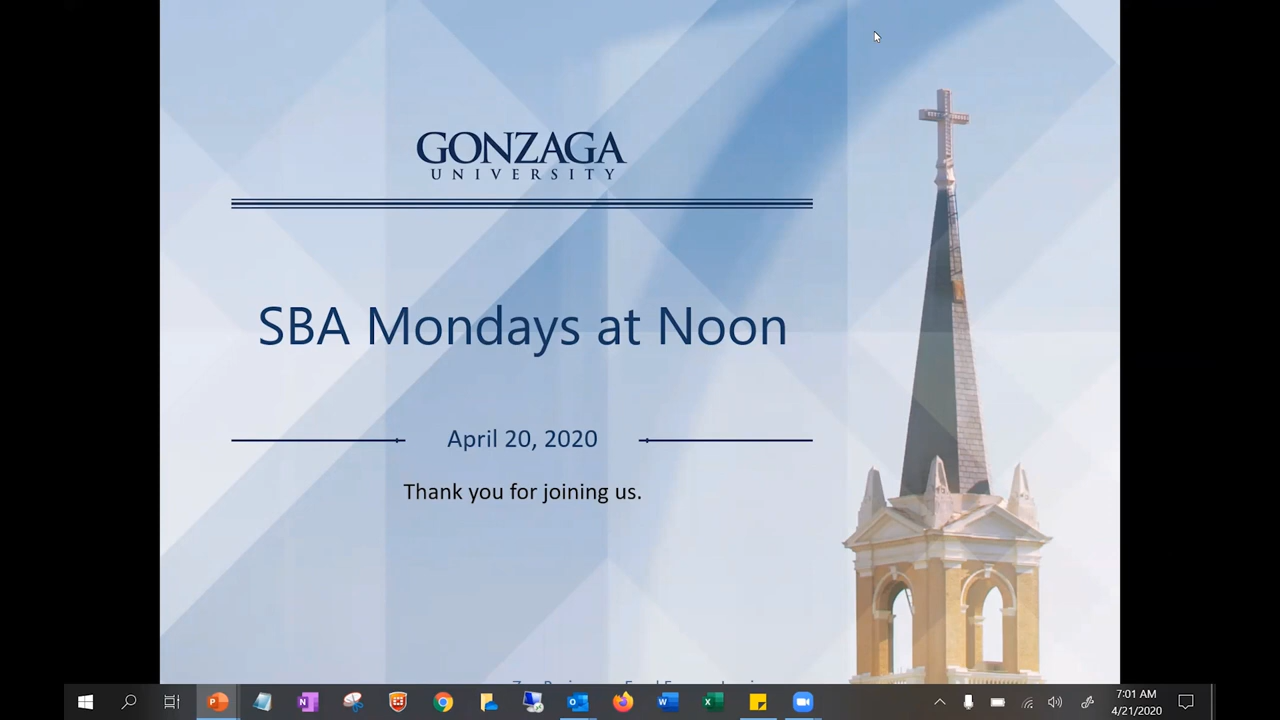 GONZAGA
UNIVERSITY
SBA Mondays at Noon
April 20, 2020
Thank you for joining us.
7:01 AM
4/21/2020